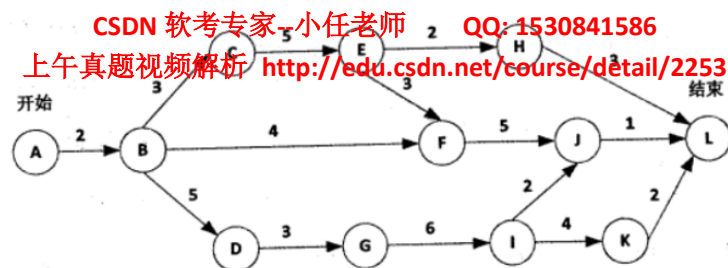 CSDN 软考专家--小任老师 QQ: 1530841586
C 5 E 2 H
上午真题视频解析 http://edu.csdn.net/course/detail/2253
3 3 3
开始 结束
A 2 B 4 F 5 J 1 L
5 2 2
D 3 G 6 I 4 K